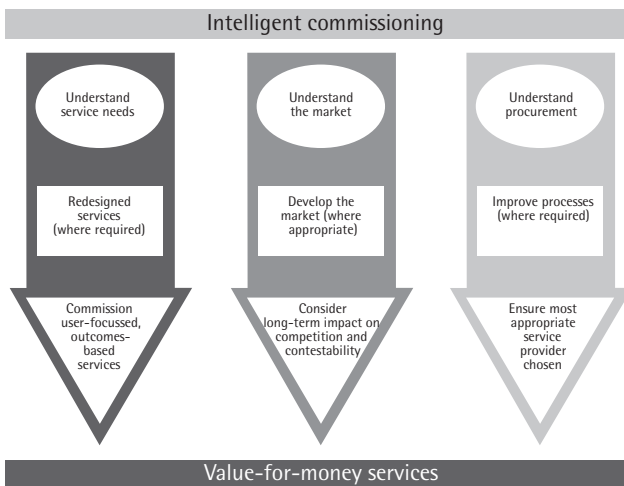 Intelligent commissioning
Understand
service needs
Understand
the market
Understand
procurement
Redesigned
services
(where required)
Develop the
market (where
appropriate)
Improve processes
(where required)
Commission
user-focussed,
outcomes-
based
services
Consider
long-term impact on
competition and
contestability
Ensure most
appropriate
service
provider
chosen
Value-for-money services